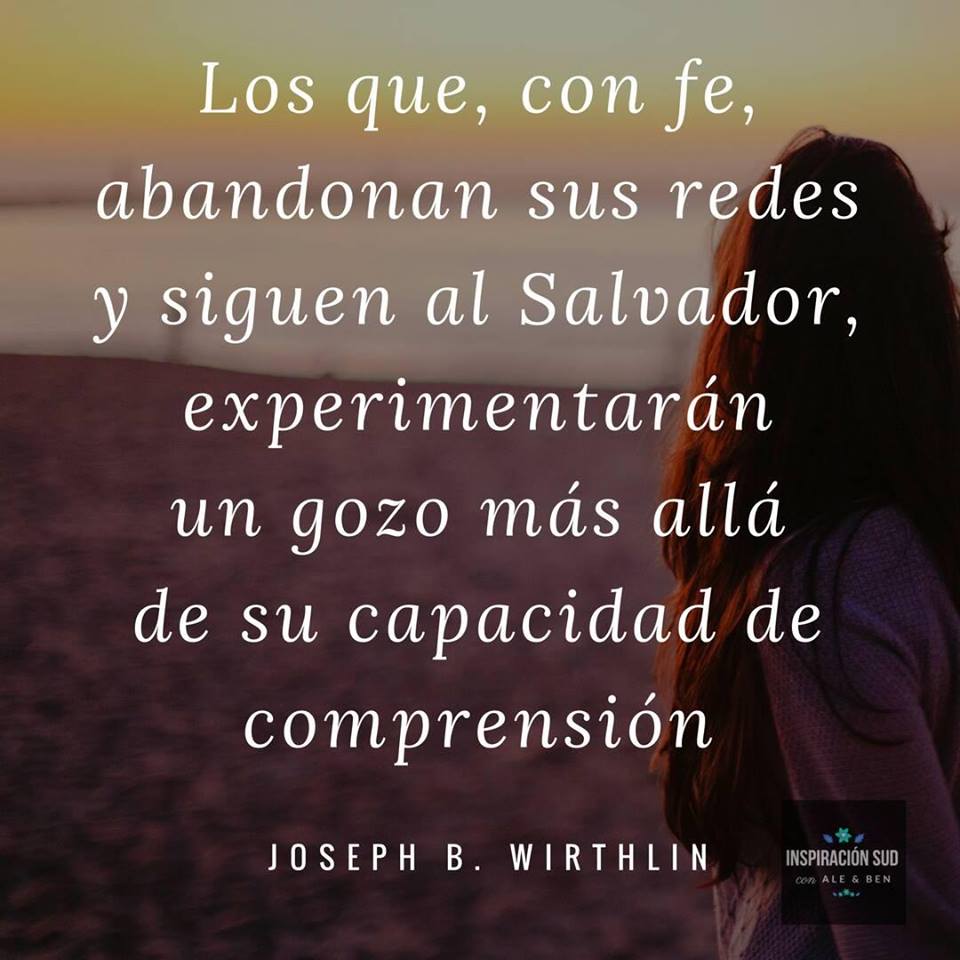 Los que, con fe,
abandonan sus redes
y siguen al Salvador,
experimentarán
un gozo más allá
de su capacidad de
comprensión
JOSEPH B. WIRTHLIN
INSPIRACIÓN SUD
con ALE & BEN